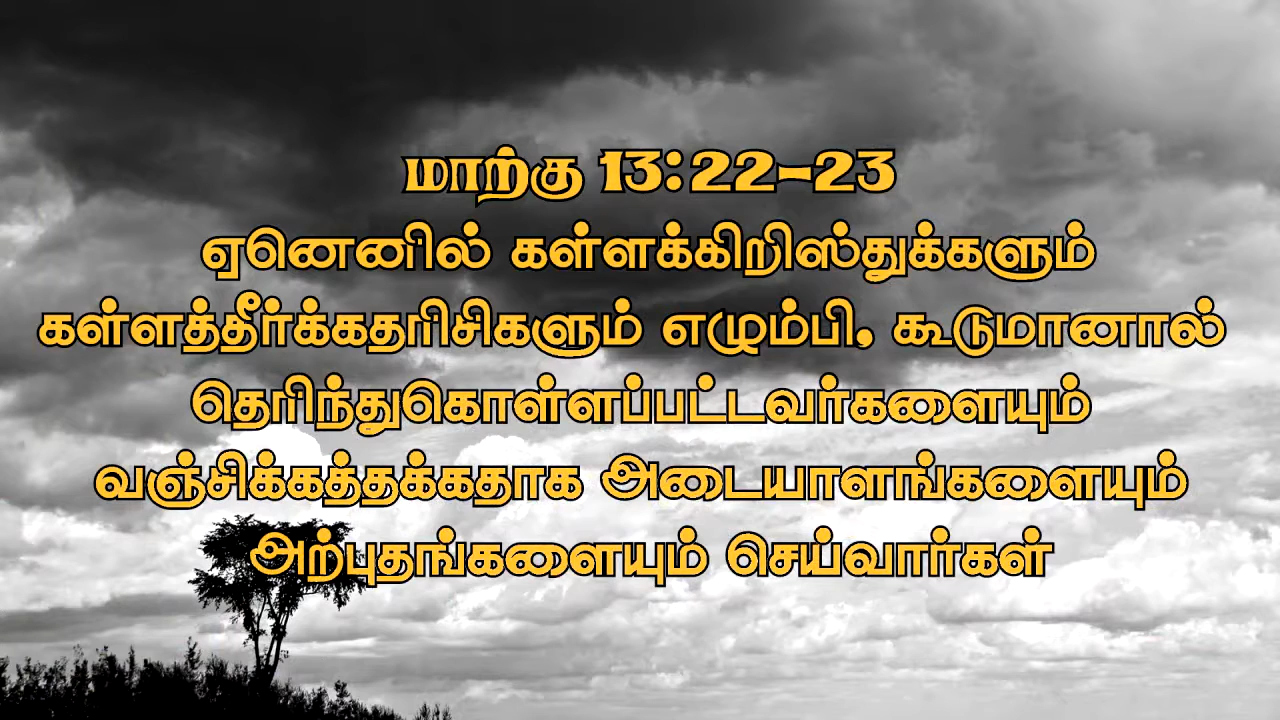 மாற்கு 13:22-23
ஏனெனில் கள்ளக்கிறிஸ்துக்களும்
கள்ளத்தீர்க்கதரிசிகளும் எழும்பி, கூடுமானால்
தெரிந்துகொள்ளப்பட்டவர்களையும்
வஞ்சிக்கத்தக்கதாக அடையாளங்களையும்
அற்புதங்களையும் செய்வார்கள்